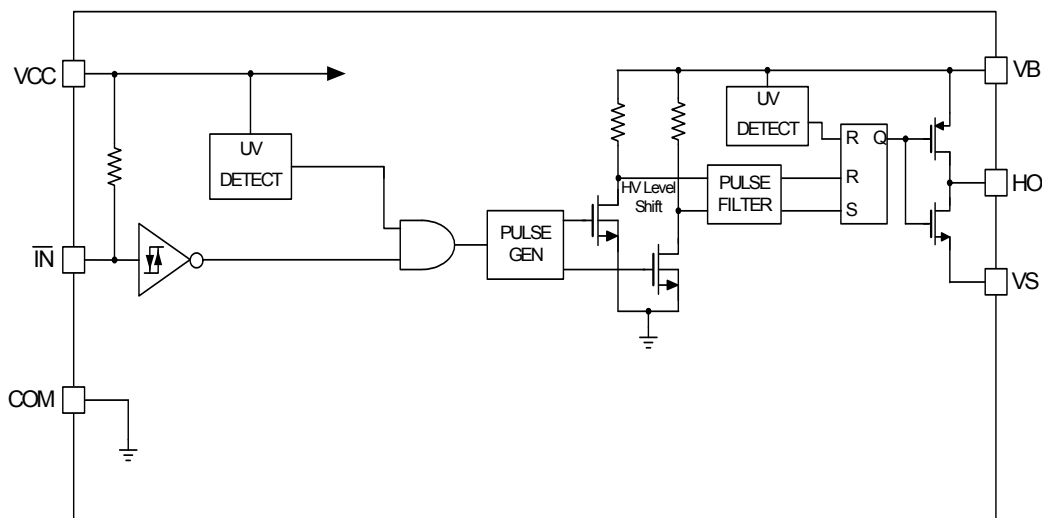 VCC
VB
UV
DETECT
UV
DETECT
R Q
R
S
HO
HV Level
Shift
PULSE
FILTER
PULSE
GEN
IN
VS
COM